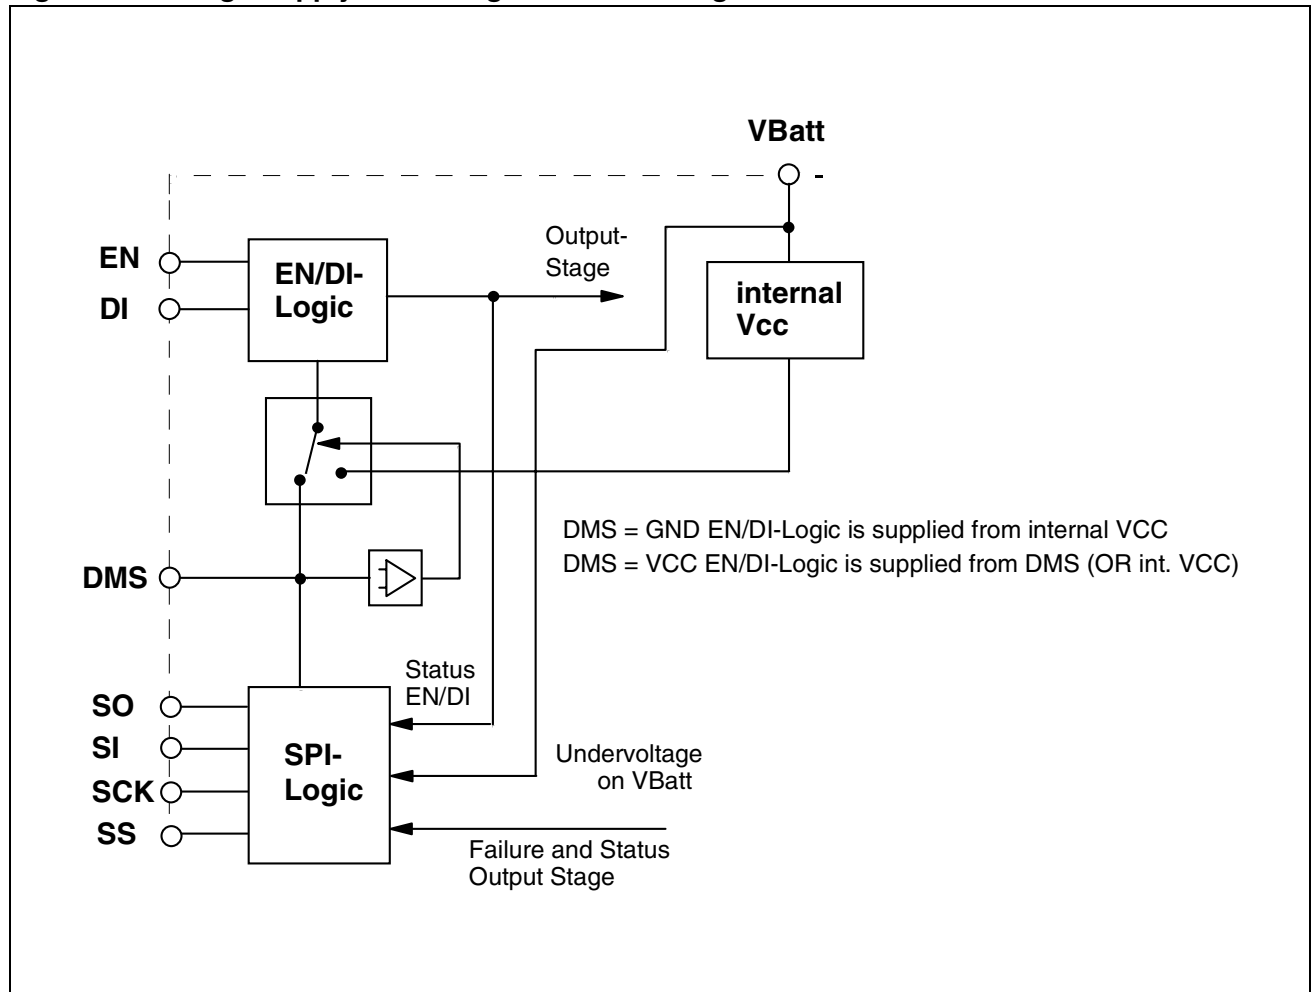 VBatt
-
Output-
Stage
EN
DI
EN/DI-
Logic
internal
Vcc
DMS = GND EN/DI-Logic is supplied from internal VCC
DMS = VCC EN/DI-Logic is supplied from DMS (OR int. VCC)
DMS
Status
EN/DI
SO
SI
SCK
SS
SPI-
Logic
Undervoltage
on VBatt
Failure and Status
Output Stage